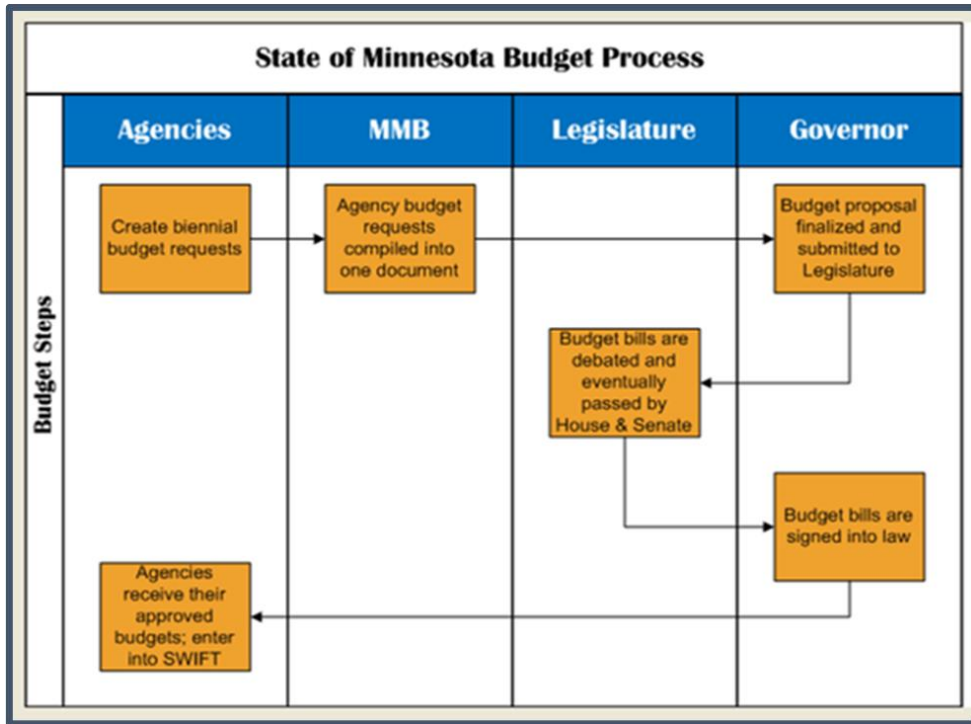 State of Minnesota Budget Process
Budget Steps
Agencies
MMB
Legislature
Governor
Create biennial
budget requests
Agency budget
requests
compiled into
one document
Budget proposal
finalized and
submitted to
Legislature
Budget bills are
debated and
eventually
passed by
House & Senate
Budget bills are
signed into law
Agencies
receive their
approved
budgets; enter
into SWIFT